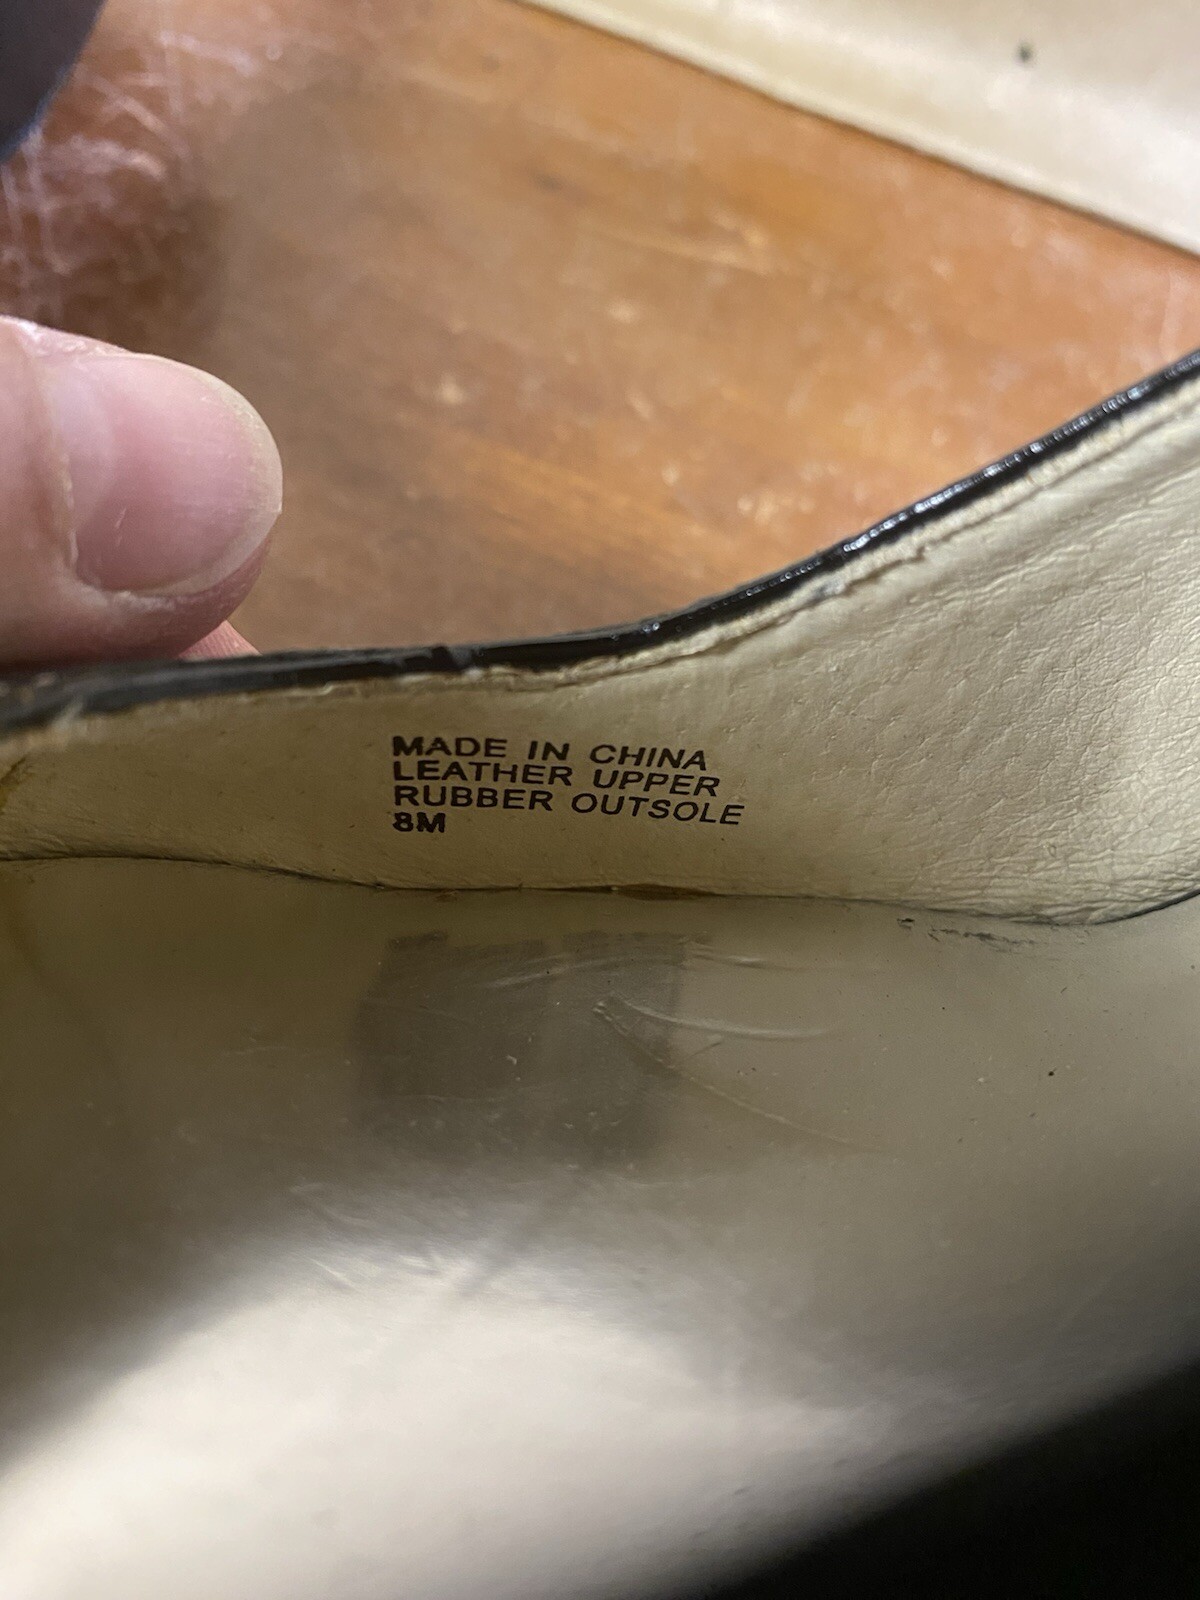 MADE IN CHINA
LEATHER UPPER
RUBBER OUTSOLE
8M